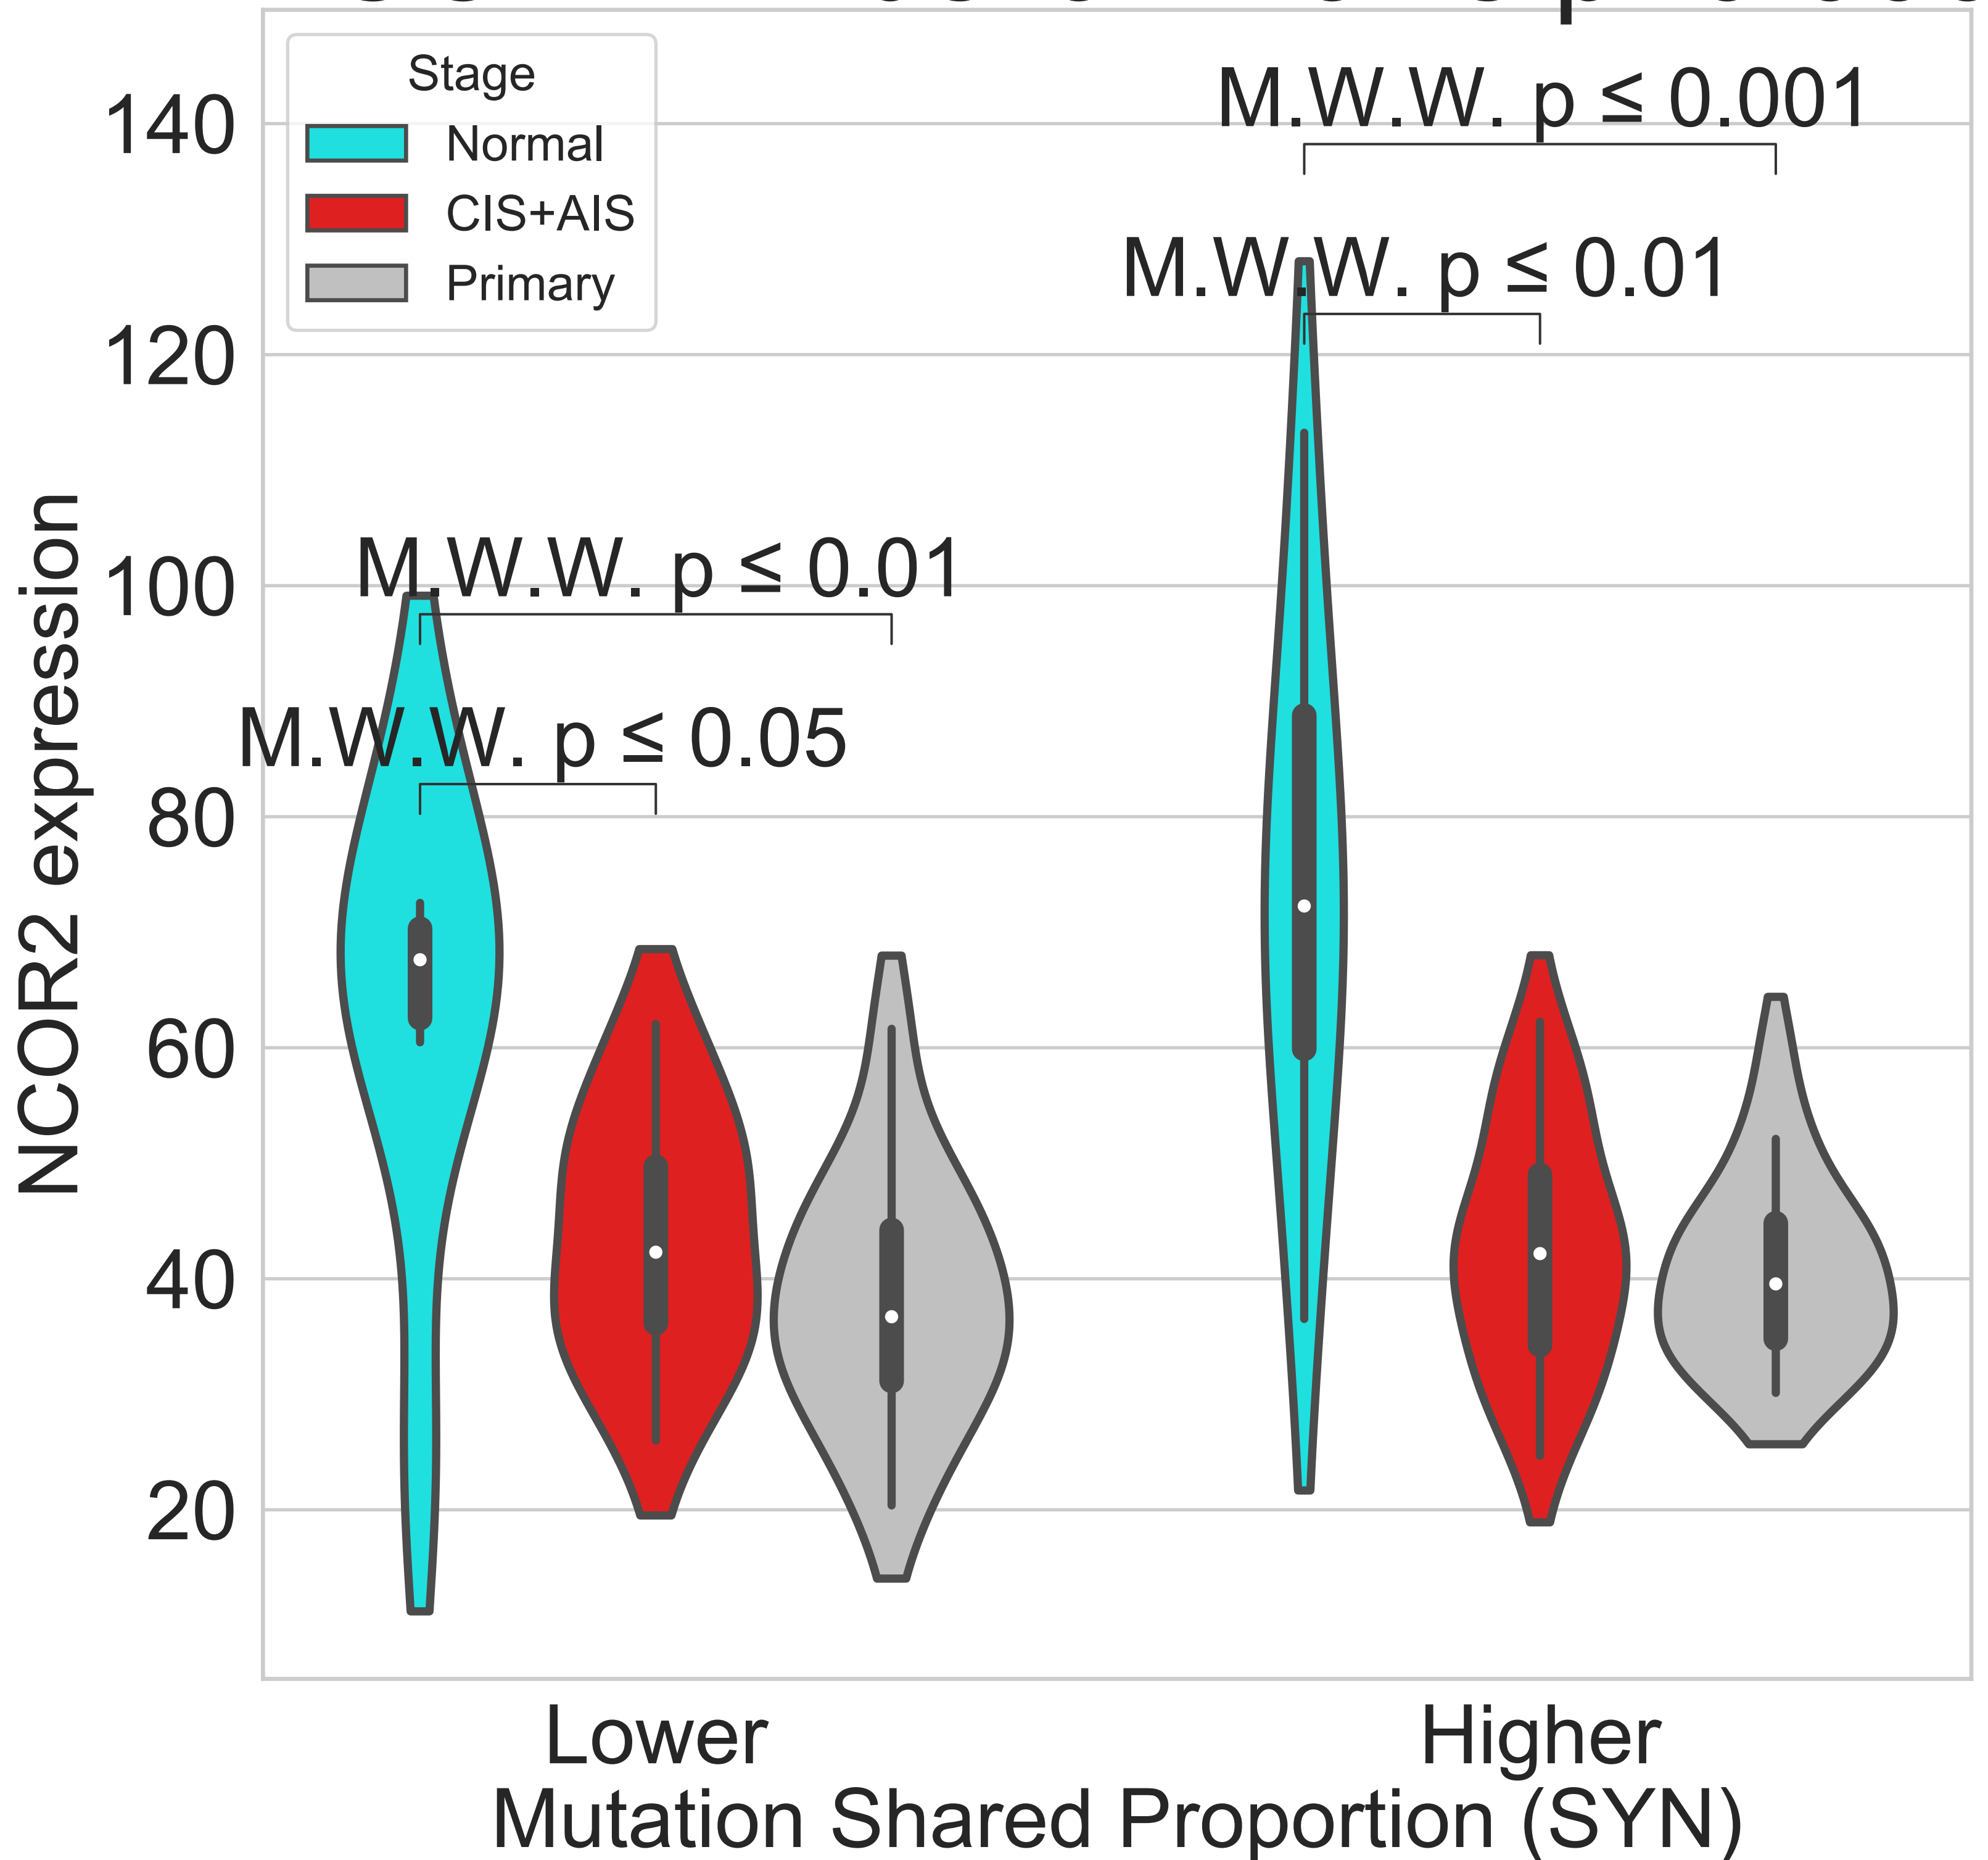 Stage
Normal
CIS+AIS
Primary
M.W.W. p ≤ 0.001
M.W.W. p ≤ 0.01
M.W.W. p ≤ 0.01
M.W.W. p ≤ 0.05
140
120
100
80
60
40
20
NCOR2 expression
Lower
Higher
Mutation Shared Proportion (SYN)